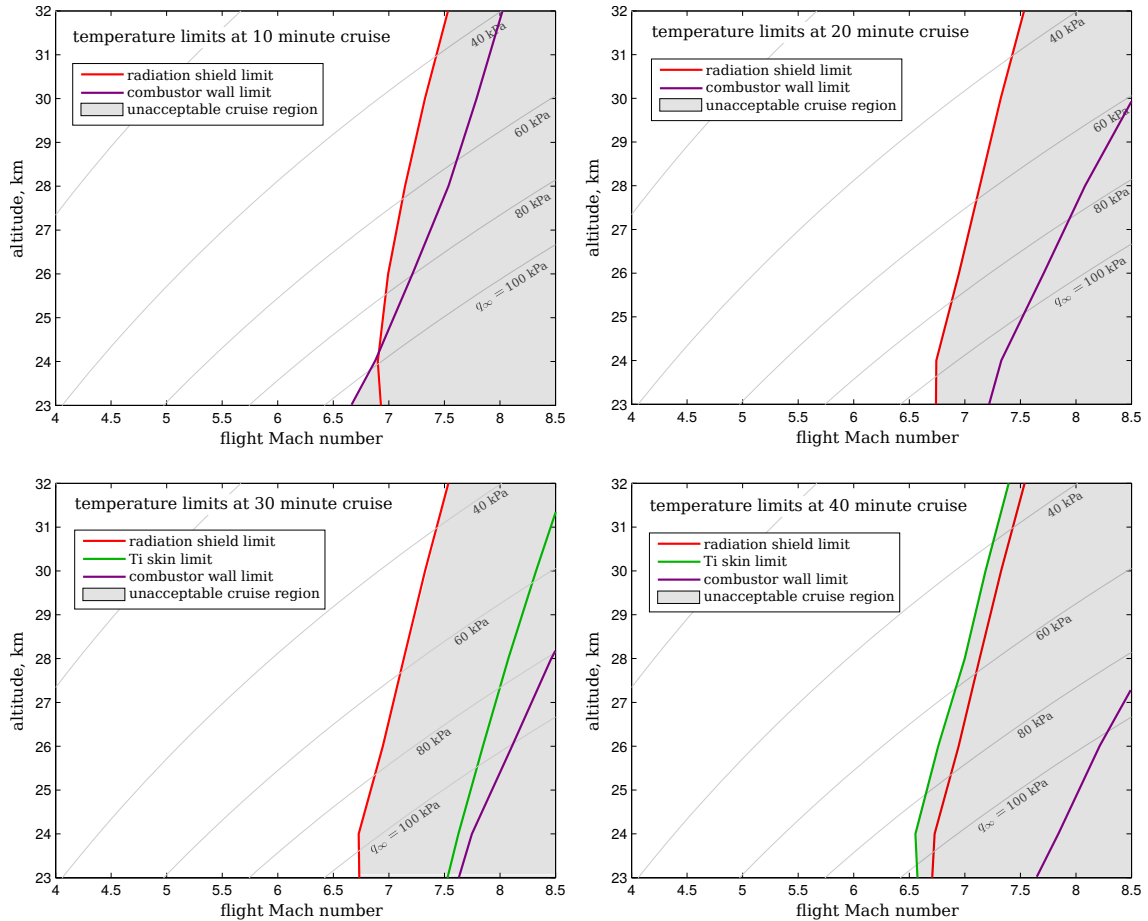 temperature limits at 10 minute cruise
radiation shield limit
combustor wall limit
unacceptable cruise region
40 kPa
60 kPa
80 kPa
q∞ = 100 kPa
32
31
30
29
28
27
26
25
24
23
altitude, km
4 4.5 5 5.5 6 6.5 7 7.5 8 8.5
flight Mach number
temperature limits at 20 minute cruise
radiation shield limit
combustor wall limit
unacceptable cruise region
40 kPa
60 kPa
80 kPa
q∞ = 100 kPa
32
31
30
29
28
27
26
25
24
23
altitude, km
4 4.5 5 5.5 6 6.5 7 7.5 8 8.5
flight Mach number
temperature limits at 30 minute cruise
radiation shield limit
Ti skin limit
combustor wall limit
unacceptable cruise region
40 kPa
60 kPa
80 kPa
q∞ = 100 kPa
32
31
30
29
28
27
26
25
24
23
altitude, km
4 4.5 5 5.5 6 6.5 7 7.5 8 8.5
flight Mach number
temperature limits at 40 minute cruise
radiation shield limit
Ti skin limit
combustor wall limit
unacceptable cruise region
40 kPa
60 kPa
80 kPa
q∞ = 100 kPa
32
31
30
29
28
27
26
25
24
23
altitude, km
4 4.5 5 5.5 6 6.5 7 7.5 8 8.5
flight Mach number